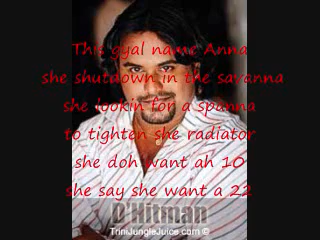 This gyal name Anna
she shutdown in the savanna
she lookin for a spanna
to tighten she radiator
she doh want ah 10
she say she want a 22
D'Hitman
TriniJungleJuice.com ©